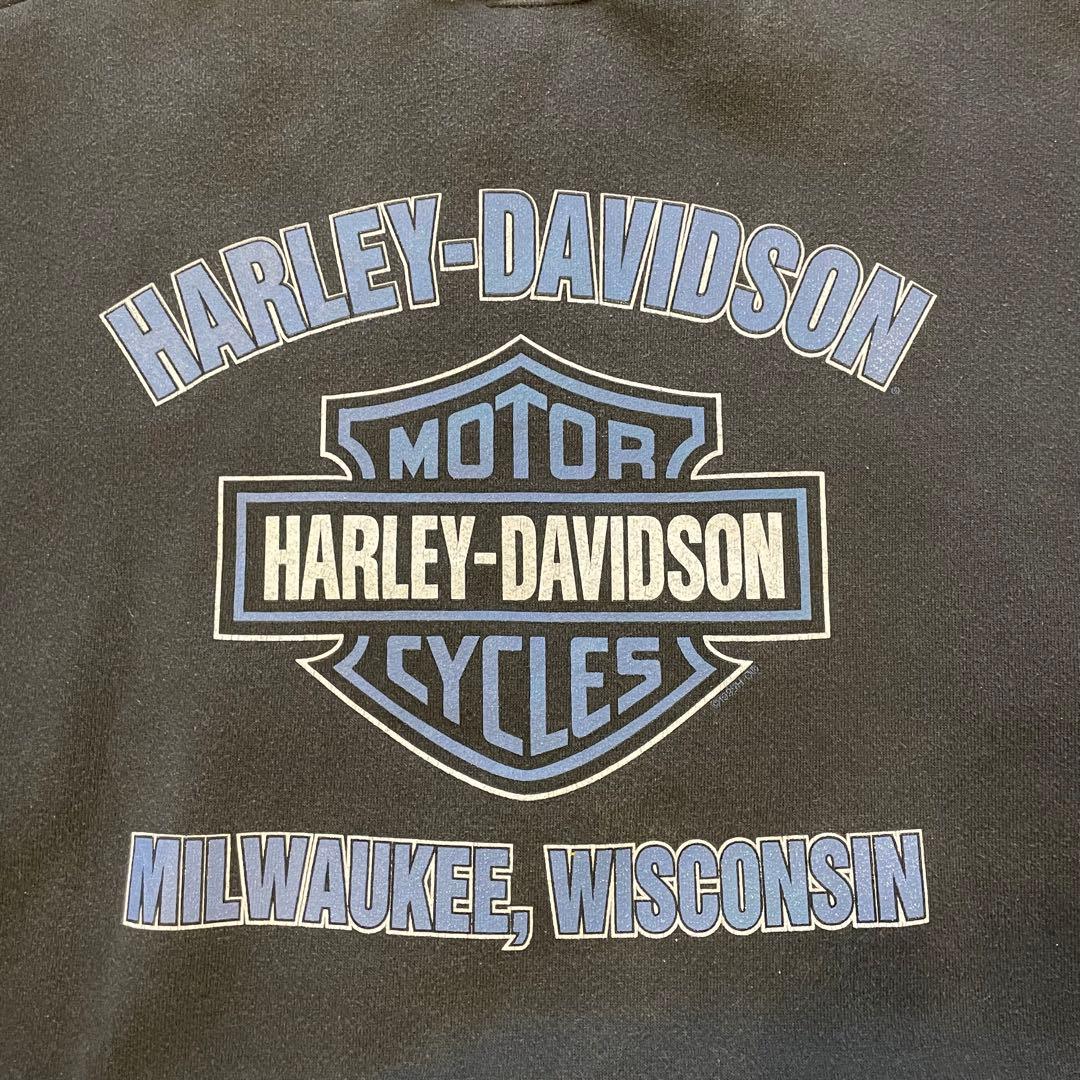 HARLEY-DAVIDSON
®
MOTOR
HARLEY-DAVIDSON
CYCLES
MILWAUKEE, WISCONSIN